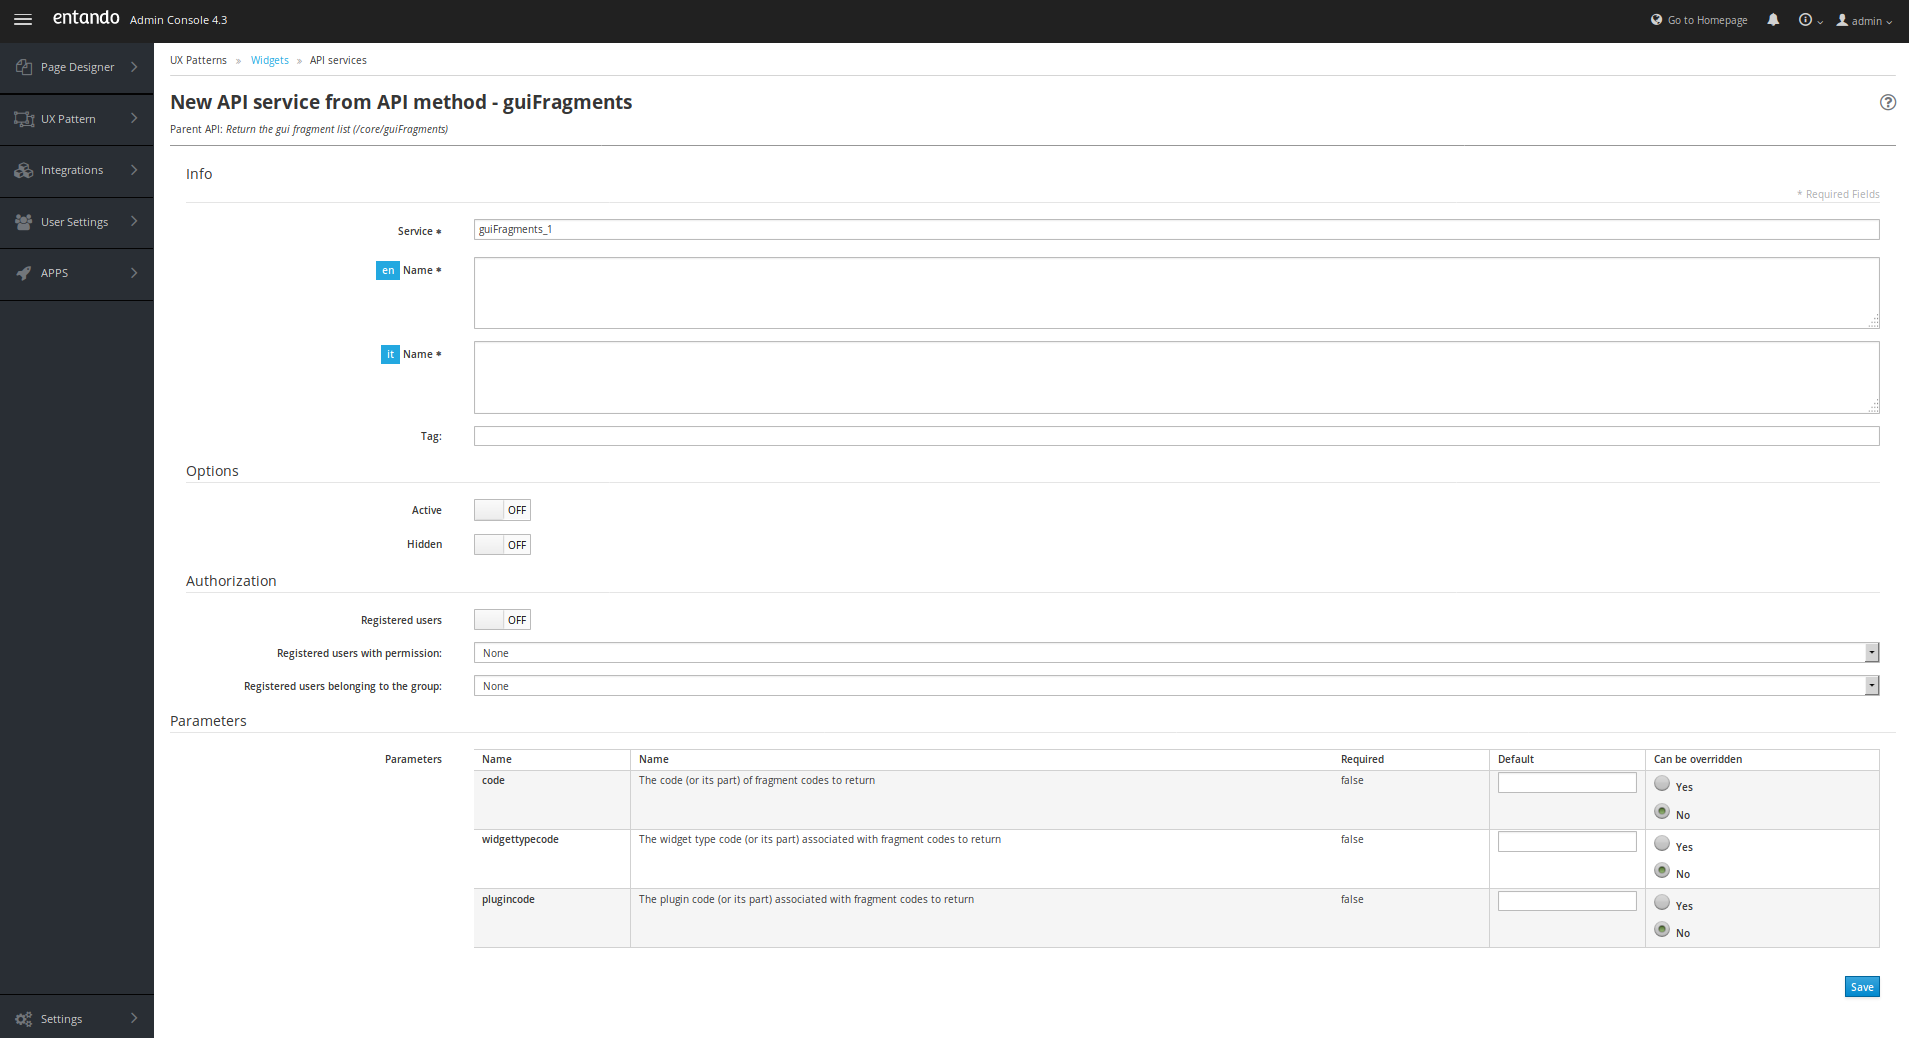 entando Admin Console 4.3
Go to Homepage
admin
Page Designer
UX Pattern
Integrations
User Settings
APPS
Settings
UX Patterns » Widgets » API services
New API service from API method - guiFragments
Parent API: Return the gui fragment list (/core/guiFragments)
Info
* Required Fields
Service * guiFragments_1
en Name *
it Name *
Tag:
Options
Active OFF
Hidden OFF
Authorization
Registered users OFF
Registered users with permission: None
Registered users belonging to the group: None
Parameters
Parameters
Name Name Required Default Can be overridden
code The code (or its part) of fragment codes to return false Yes
No
widgettypecode The widget type code (or its part) associated with fragment codes to return false Yes
No
plugincode The plugin code (or its part) associated with fragment codes to return false Yes
No
Save